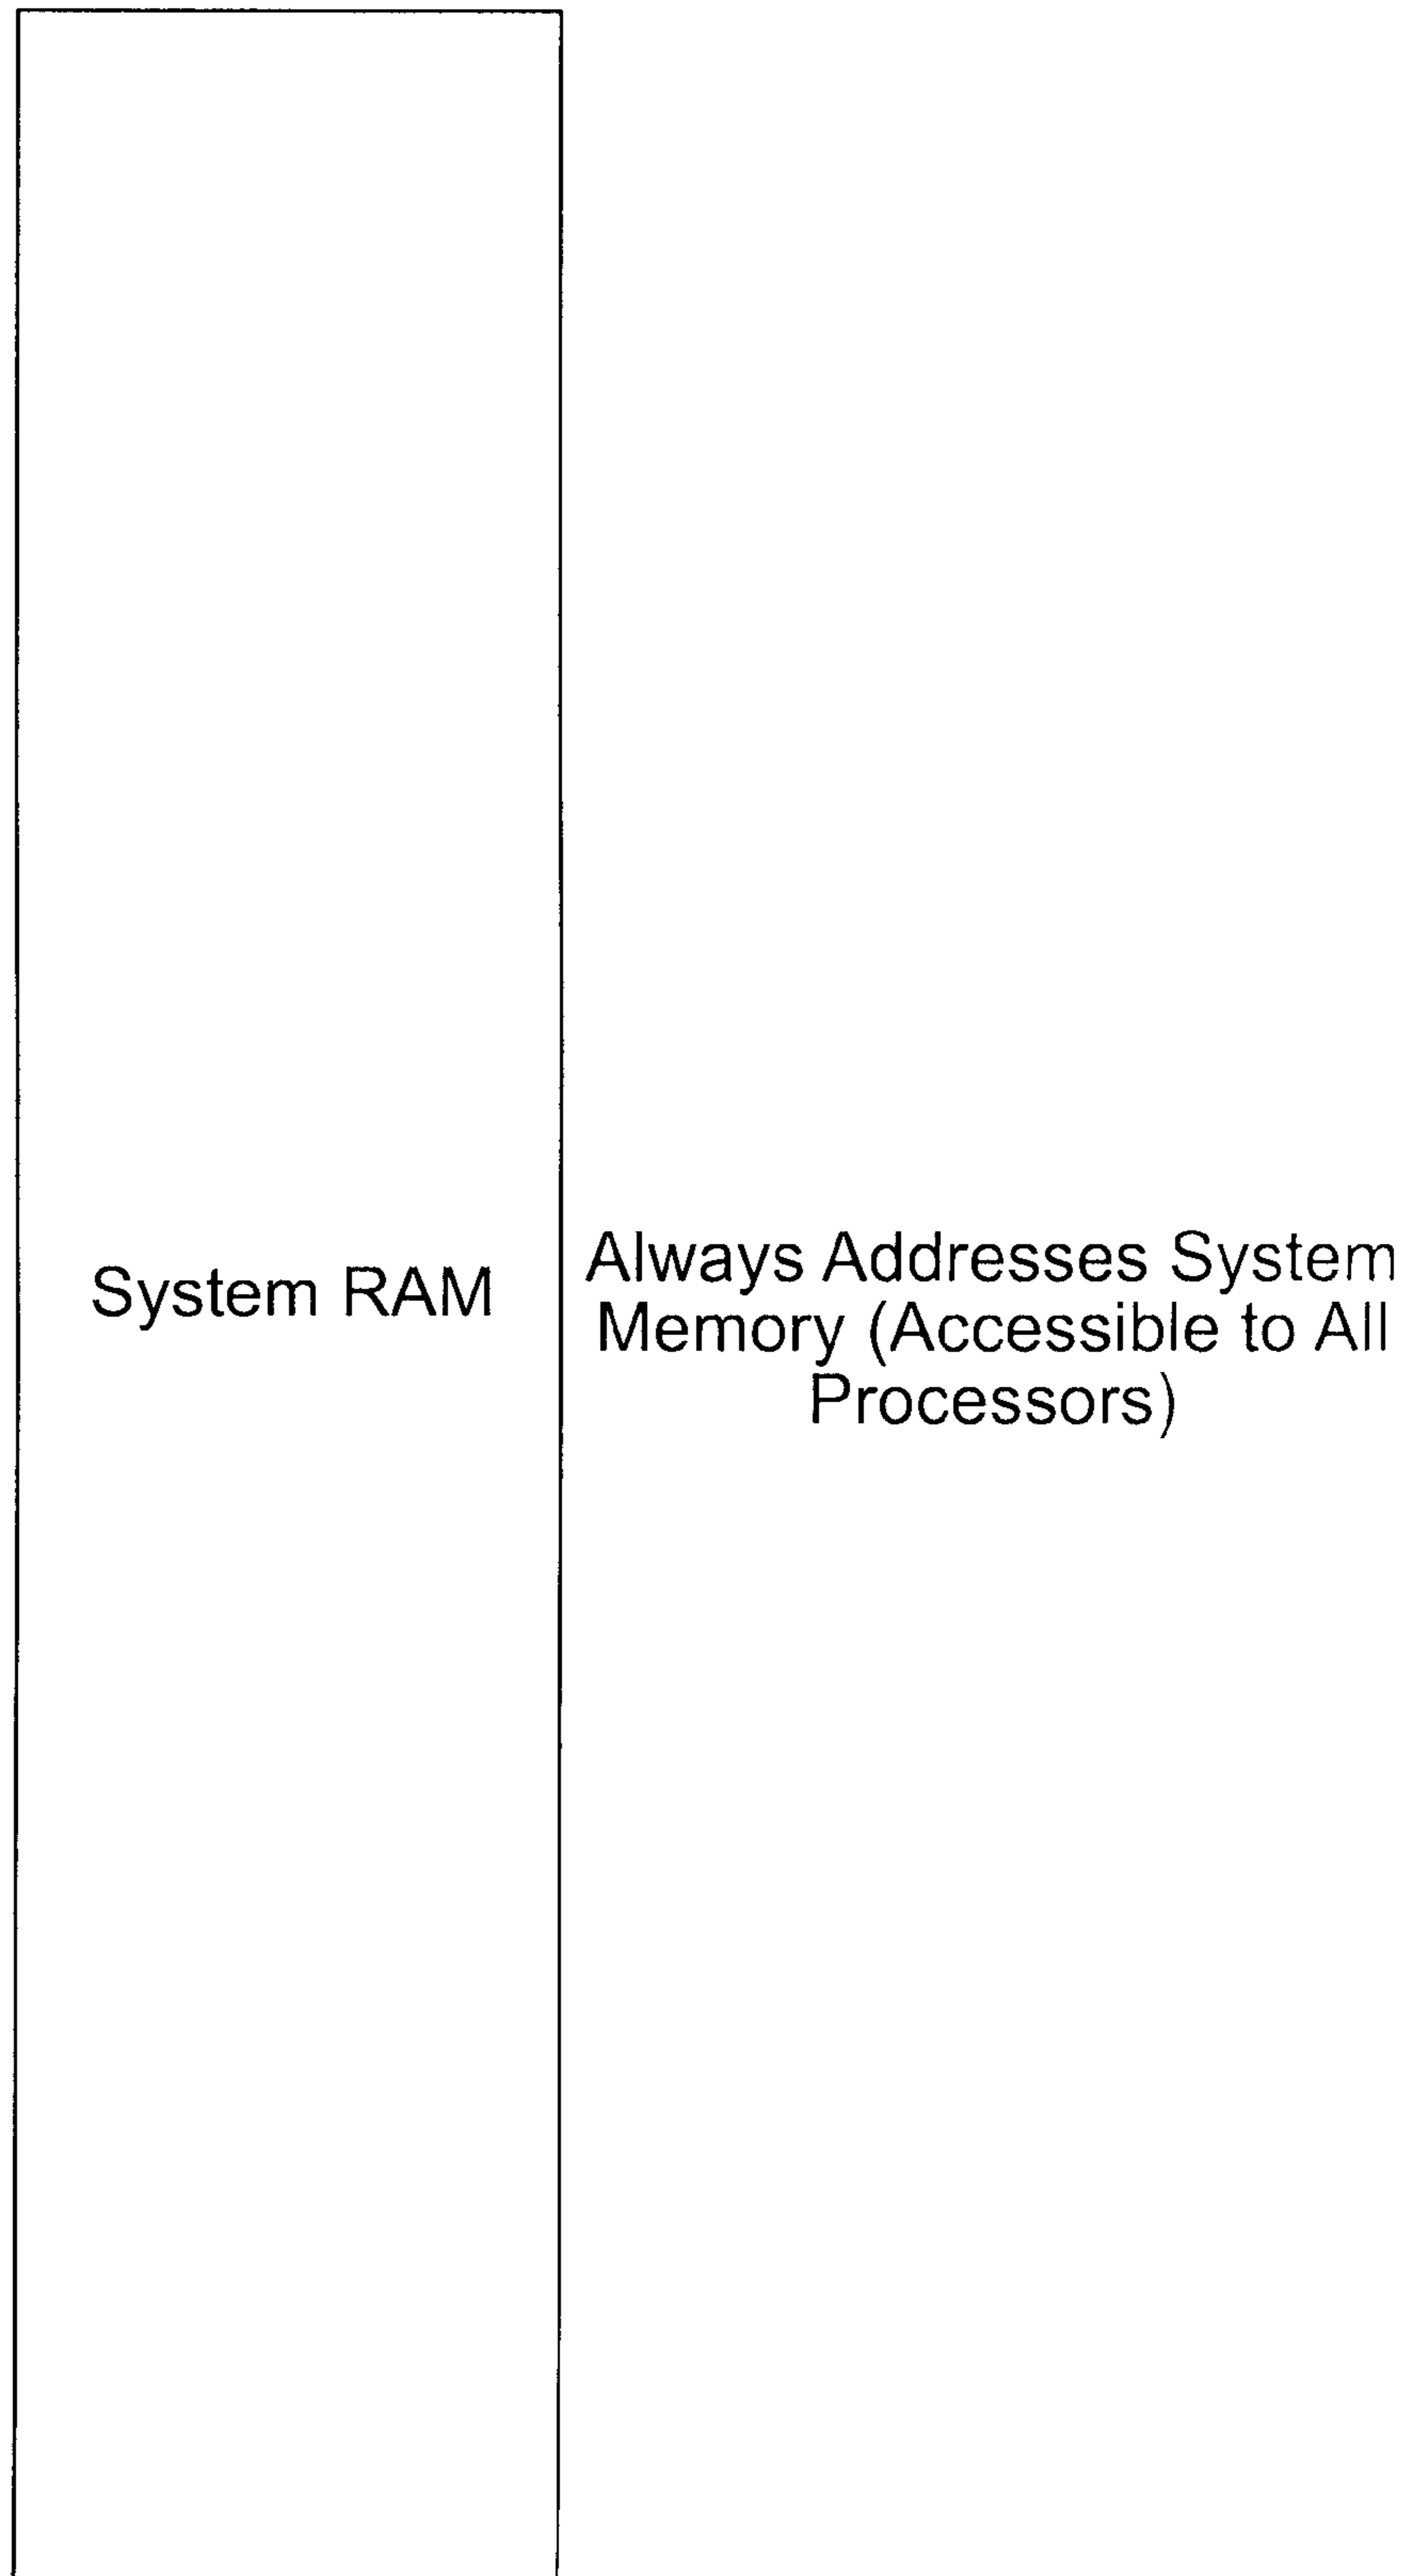 System RAM
Always Addresses System
Memory (Accessible to All
Processors)